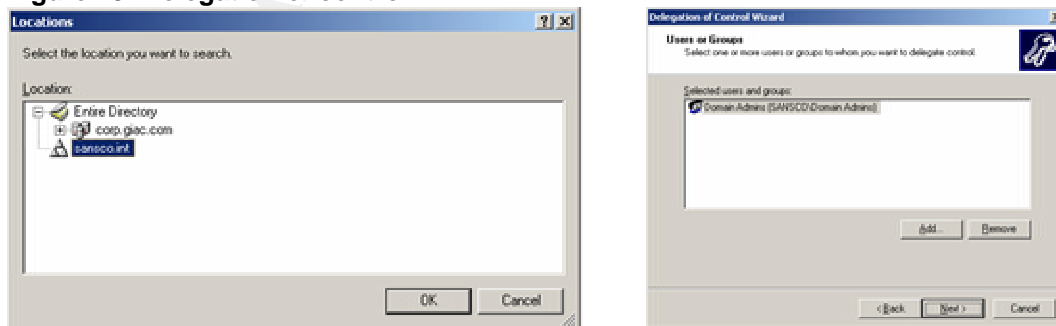 Locations
Select the location you want to search.
Location:
Entire Directory
corp.giac.com
sansco.int
OK
Cancel
Delegation of Control Wizard
Users or Groups
Select one or more users or groups to whom you want to delegate control.
Selected users and groups:
Domain Admins (SANSCO\Domain Admins)
Add...
Remove
< Back
Next >
Cancel